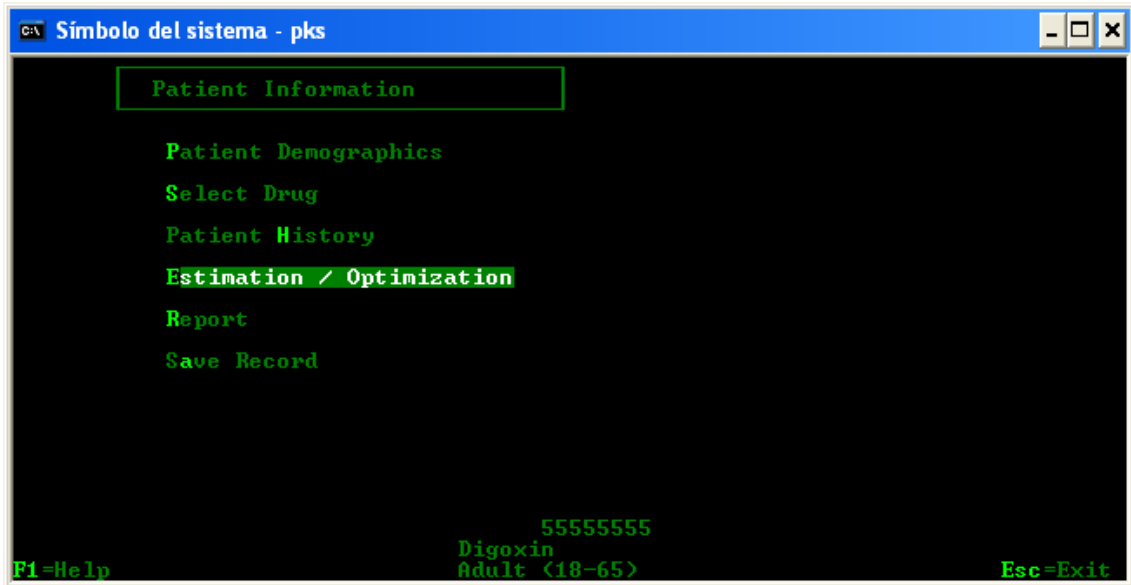 Símbolo del sistema - pks
Patient Information
Patient Demographics
Select Drug
Patient History
Estimation / Optimization
Report
Save Record
55555555
Digoxin
F1=Help Adult (18-65) Esc=Exit